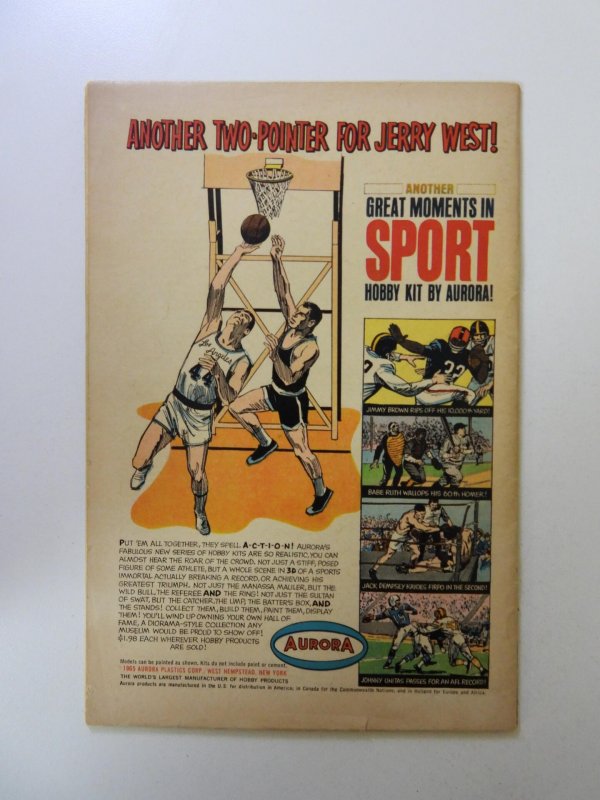 ANOTHER TWO-POINTER FOR JERRY WEST!
ANOTHER
GREAT MOMENTS IN
SPORT
HOBBY KIT BY AURORA!
Los Angeles
44
32
JIMMY BROWN RIPS OFF HIS 10,000TH YARD!
BABE RUTH WALLOPS HIS 60TH HOMER!
JACK DEMPSEY KAYOES FIRPO IN THE SECOND!
JOHNNY UNITAS PASSES FOR AN AFL RECORD!
PUT 'EM ALL TOGETHER, THEY SPELL A-C-T-I-O-N! AURORA'S
FABULOUS NEW SERIES OF HOBBY KITS ARE SO REALISTIC, YOU CAN
ALMOST HEAR THE ROAR OF THE CROWD. NOT JUST A STIFF, POSED
FIGURE OF SOME ATHLETE, BUT A WHOLE SCENE IN 3D OF A SPORTS
IMMORTAL ACTUALLY BREAKING A RECORD, OR ACHIEVING HIS
GREATEST TRIUMPH. NOT JUST THE MANASSA MAULER, BUT THE
WILD BULL, THE REFEREE AND THE RING! NOT JUST THE SULTAN
OF SWAT, BUT THE CATCHER, THE UMP, THE BATTER'S BOX, AND
THE STANDS! COLLECT THEM, BUILD THEM, PAINT THEM, DISPLAY
THEM! YOU'LL WIND UP OWNING YOUR OWN HALL OF
FAME, A DIORAMA-STYLE COLLECTION ANY
MUSEUM WOULD BE PROUD TO SHOW OFF!
$1.98 EACH WHEREVER HOBBY PRODUCTS
ARE SOLD!
AURORA
Models can be painted as shown. Kits do not include paint or cement.
1965 AURORA PLASTICS CORP., WEST HEMPSTEAD, NEW YORK
THE WORLD'S LARGEST MANUFACTURER OF HOBBY PRODUCTS
Aurora products are manufactured in the U.S. for distribution in America; in Canada for the Commonwealth Nations; and in Holland for Europe and Africa.